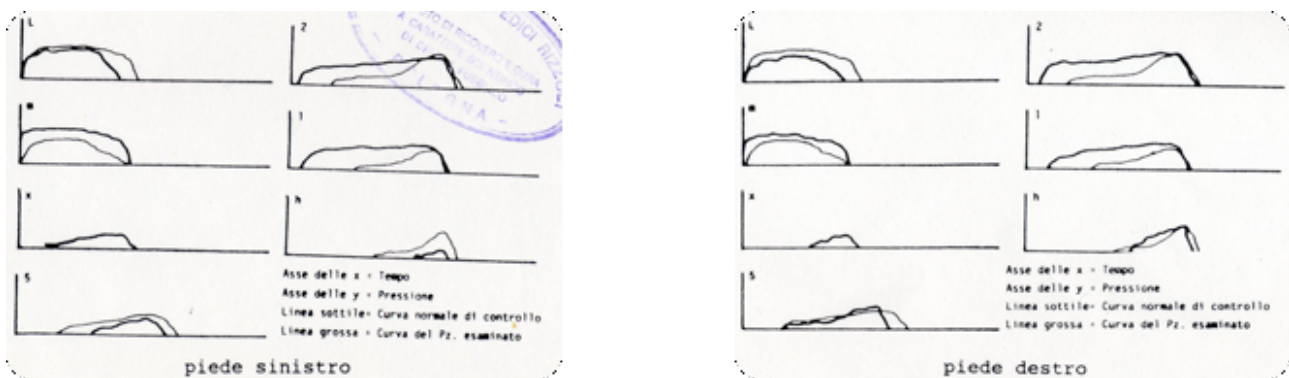 L
2
m
1
x
h
5
Asse delle x = Tempo
Asse delle y = Pressione
Linea sottile= Curva normale di controllo
Linea grossa = Curva del Pz. esaminato
piede sinistro
L
2
m
1
x
h
5
Asse delle x = Tempo
Asse delle y = Pressione
Linea sottile= Curva normale di controllo
Linea grossa = Curva del Pz. esaminato
piede destro